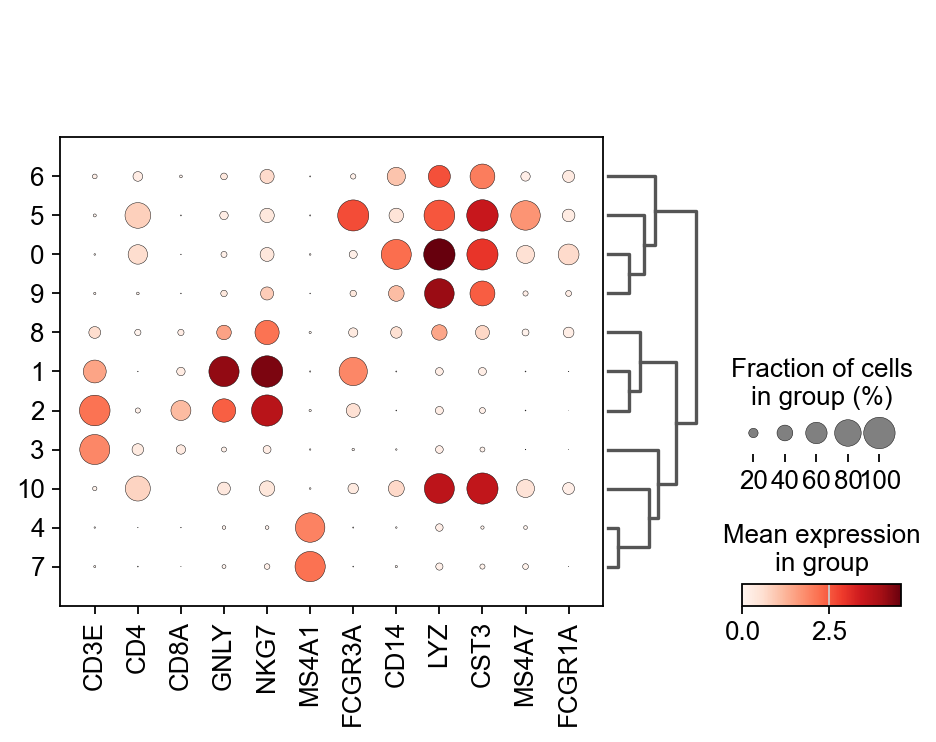 6
5
0
9
8
1
2
3
10
4
7
CD3E
CD4
CD8A
GNLY
NKG7
MS4A1
FCGR3A
CD14
LYZ
CST3
MS4A7
FCGR1A
Fraction of cells
in group (%)
20 40 60 80 100
Mean expression
in group
0.0 2.5